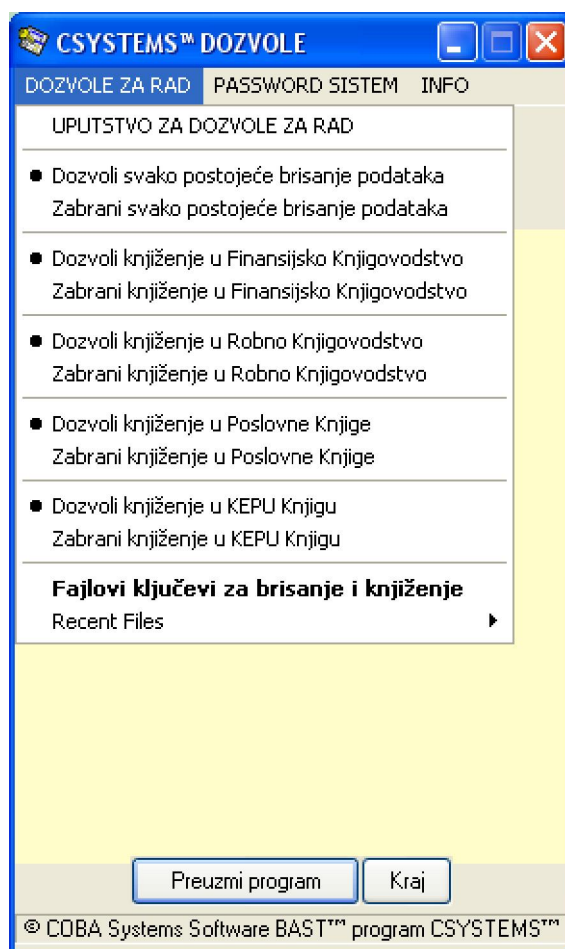 CSYSTEMS™ DOZVOLE
DOZVOLE ZA RAD PASSWORD SISTEM INFO
UPUTSTVO ZA DOZVOLE ZA RAD
Dozvoli svako postojeće brisanje podataka
Zabrani svako postojeće brisanje podataka
Dozvoli knjiženje u Finansijsko Knjigovodstvo
Zabrani knjiženje u Finansijsko Knjigovodstvo
Dozvoli knjiženje u Robno Knjigovodstvo
Zabrani knjiženje u Robno Knjigovodstvo
Dozvoli knjiženje u Poslovne Knjige
Zabrani knjiženje u Poslovne Knjige
Dozvoli knjiženje u KEPU Knjigu
Zabrani knjiženje u KEPU Knjigu
Fajlovi ključevi za brisanje i knjiženje
Recent Files
Preuzmi program Kraj
© COBA Systems Software BAST™ program CSYSTEMS™